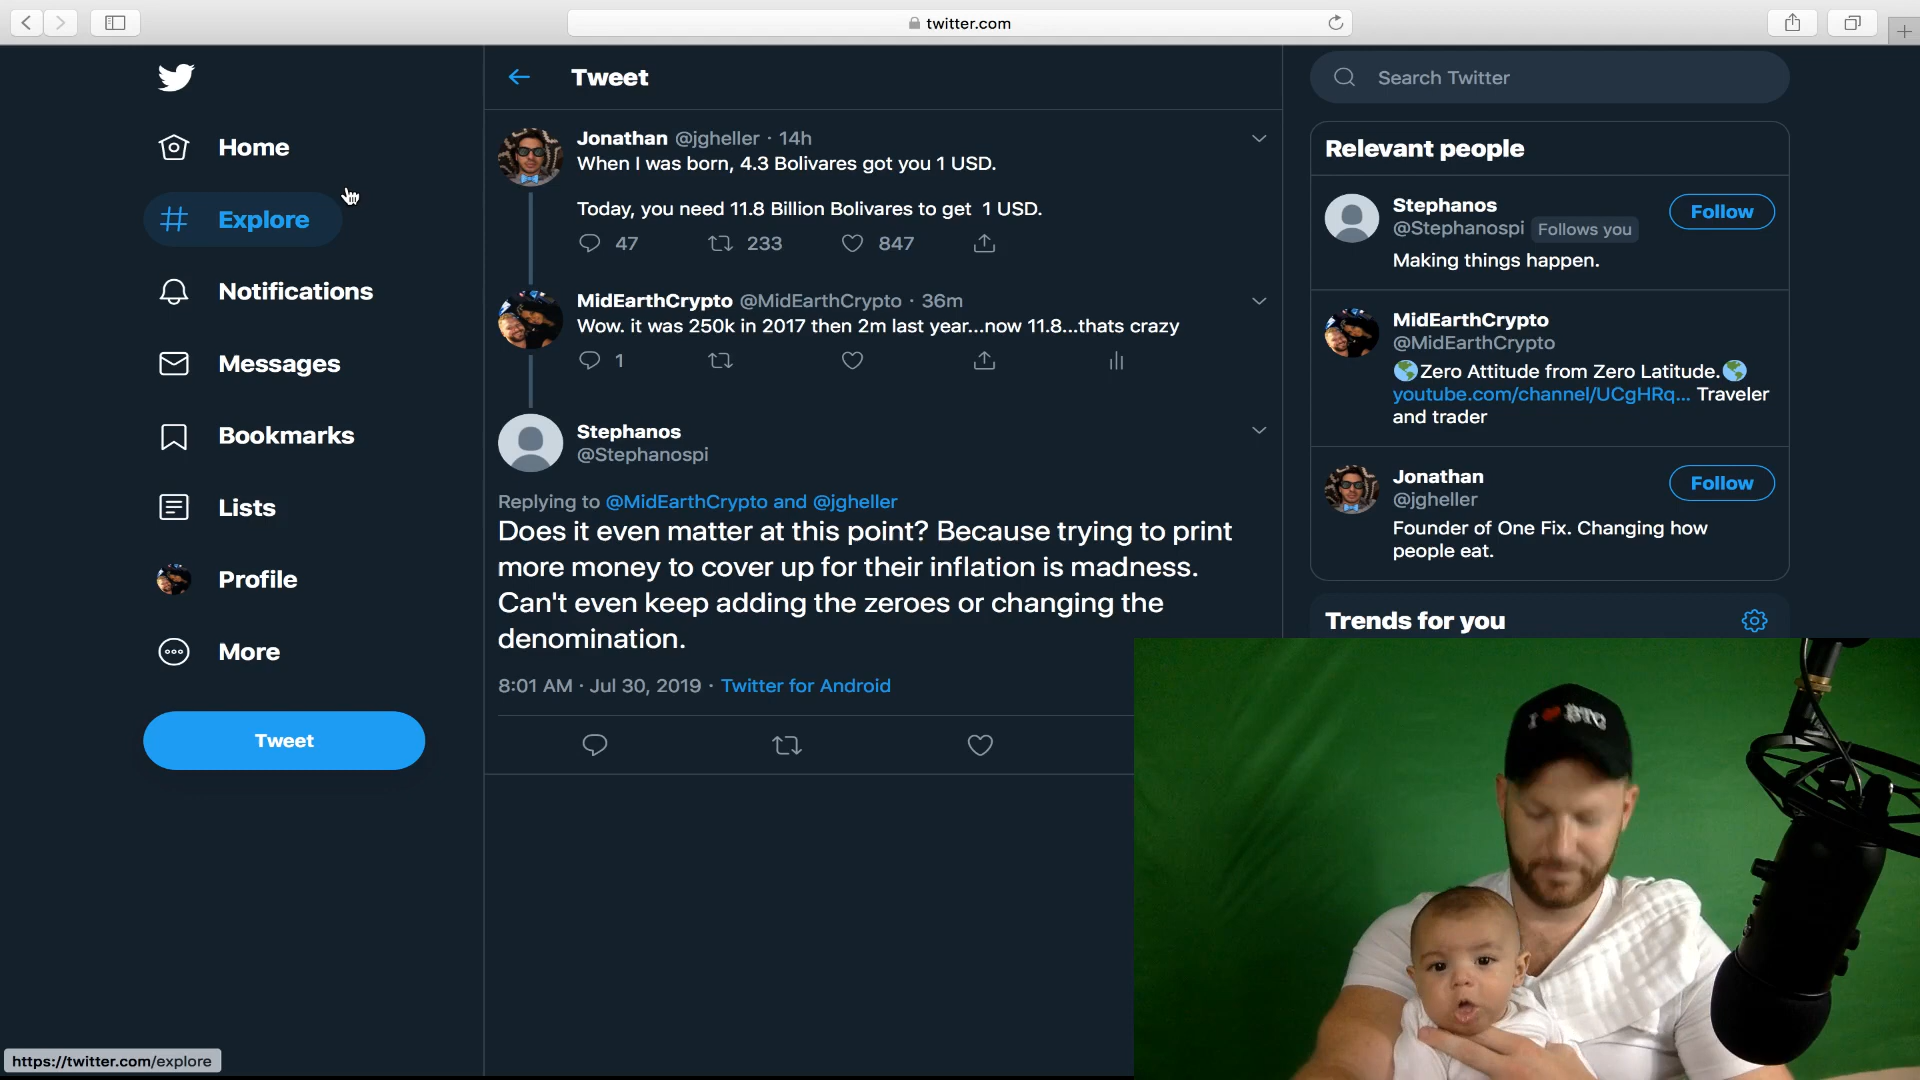 twitter.com
Home
Explore
Notifications
Messages
Bookmarks
Lists
Profile
More
Tweet
https://twitter.com/explore
Tweet
Jonathan @jgheller · 14h
When I was born, 4.3 Bolivares got you 1 USD.
Today, you need 11.8 Billion Bolivares to get 1 USD.
47 233 847
MidEarthCrypto @MidEarthCrypto · 36m
Wow. it was 250k in 2017 then 2m last year...now 11.8...thats crazy
1
Stephanos
@Stephanospi
Replying to @MidEarthCrypto and @jgheller
Does it even matter at this point? Because trying to print
more money to cover up for their inflation is madness.
Can't even keep adding the zeroes or changing the
denomination.
8:01 AM · Jul 30, 2019 · Twitter for Android
Search Twitter
Relevant people
Stephanos
@Stephanospi Follows you
Follow
Making things happen.
MidEarthCrypto
@MidEarthCrypto
🌎Zero Attitude from Zero Latitude.🌎
youtube.com/channel/UCgHRq... Traveler
and trader
Jonathan
@jgheller
Follow
Founder of One Fix. Changing how
people eat.
Trends for you
I ❤ BTC